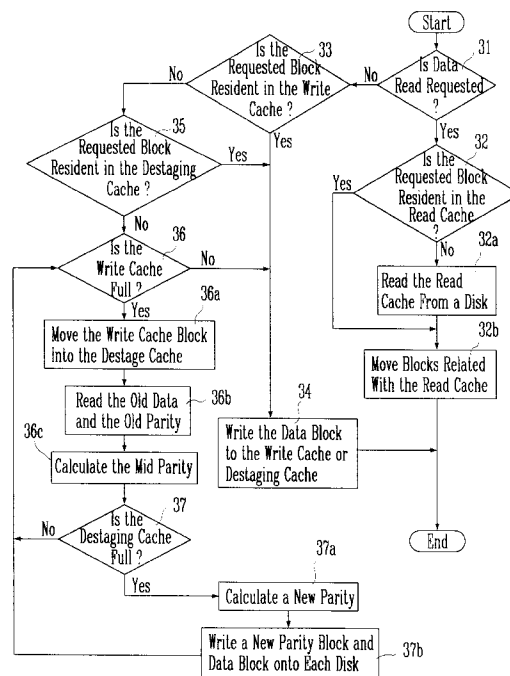 Start
31
Is Data
Read Requested
?
No
Yes
33
Is the
Requested Block
Resident in the Write
Cache ?
No
Yes
32
Is the
Requested Block
Resident in the
Read Cache
?
Yes
No
32a
Read the Read
Cache From a Disk
32b
Move Blocks Related
With the Read Cache
35
Is the
Requested Block
Resident in the Destaging
Cache ?
Yes
No
36
Is the
Write Cache
Full ?
No
Yes
36a
Move the Write Cache Block
into the Destage Cache
36b
Read the Old Data
and the Old Parity
36c
Calculate the Mid Parity
34
Write the Data Block
to the Write Cache or
Destaging Cache
37
Is the
Destaging Cache
Full ?
No
Yes
37a
Calculate a New Parity
37b
Write a New Parity Block and
Data Block onto Each Disk
End